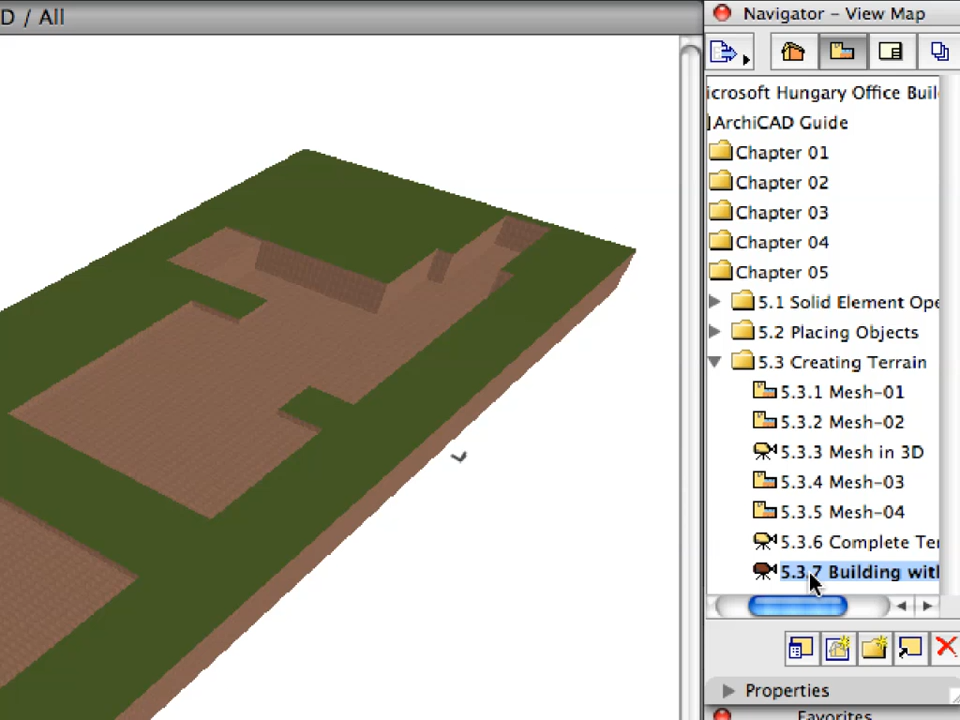 D / All
Navigator - View Map
icrosoft Hungary Office Buil
ArchiCAD Guide
Chapter 01
Chapter 02
Chapter 03
Chapter 04
Chapter 05
5.1 Solid Element Ope
5.2 Placing Objects
5.3 Creating Terrain
5.3.1 Mesh-01
5.3.2 Mesh-02
5.3.3 Mesh in 3D
5.3.4 Mesh-03
5.3.5 Mesh-04
5.3.6 Complete Ter
5.3.7 Building with
Properties
Favorites